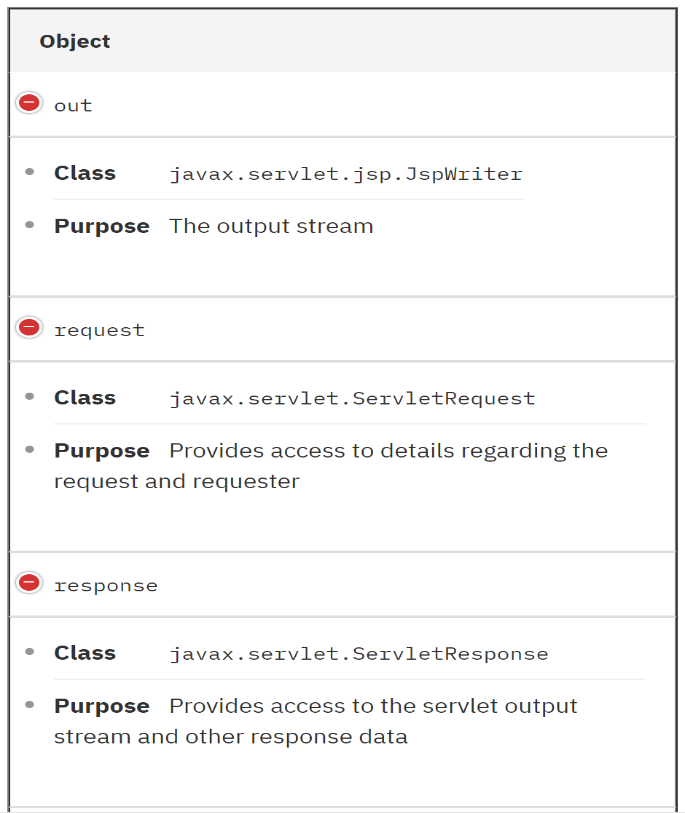 Object
out
Class javax.servlet.jsp.JspWriter
Purpose The output stream
request
Class javax.servlet.ServletRequest
Purpose Provides access to details regarding the
request and requester
response
Class javax.servlet.ServletResponse
Purpose Provides access to the servlet output
stream and other response data